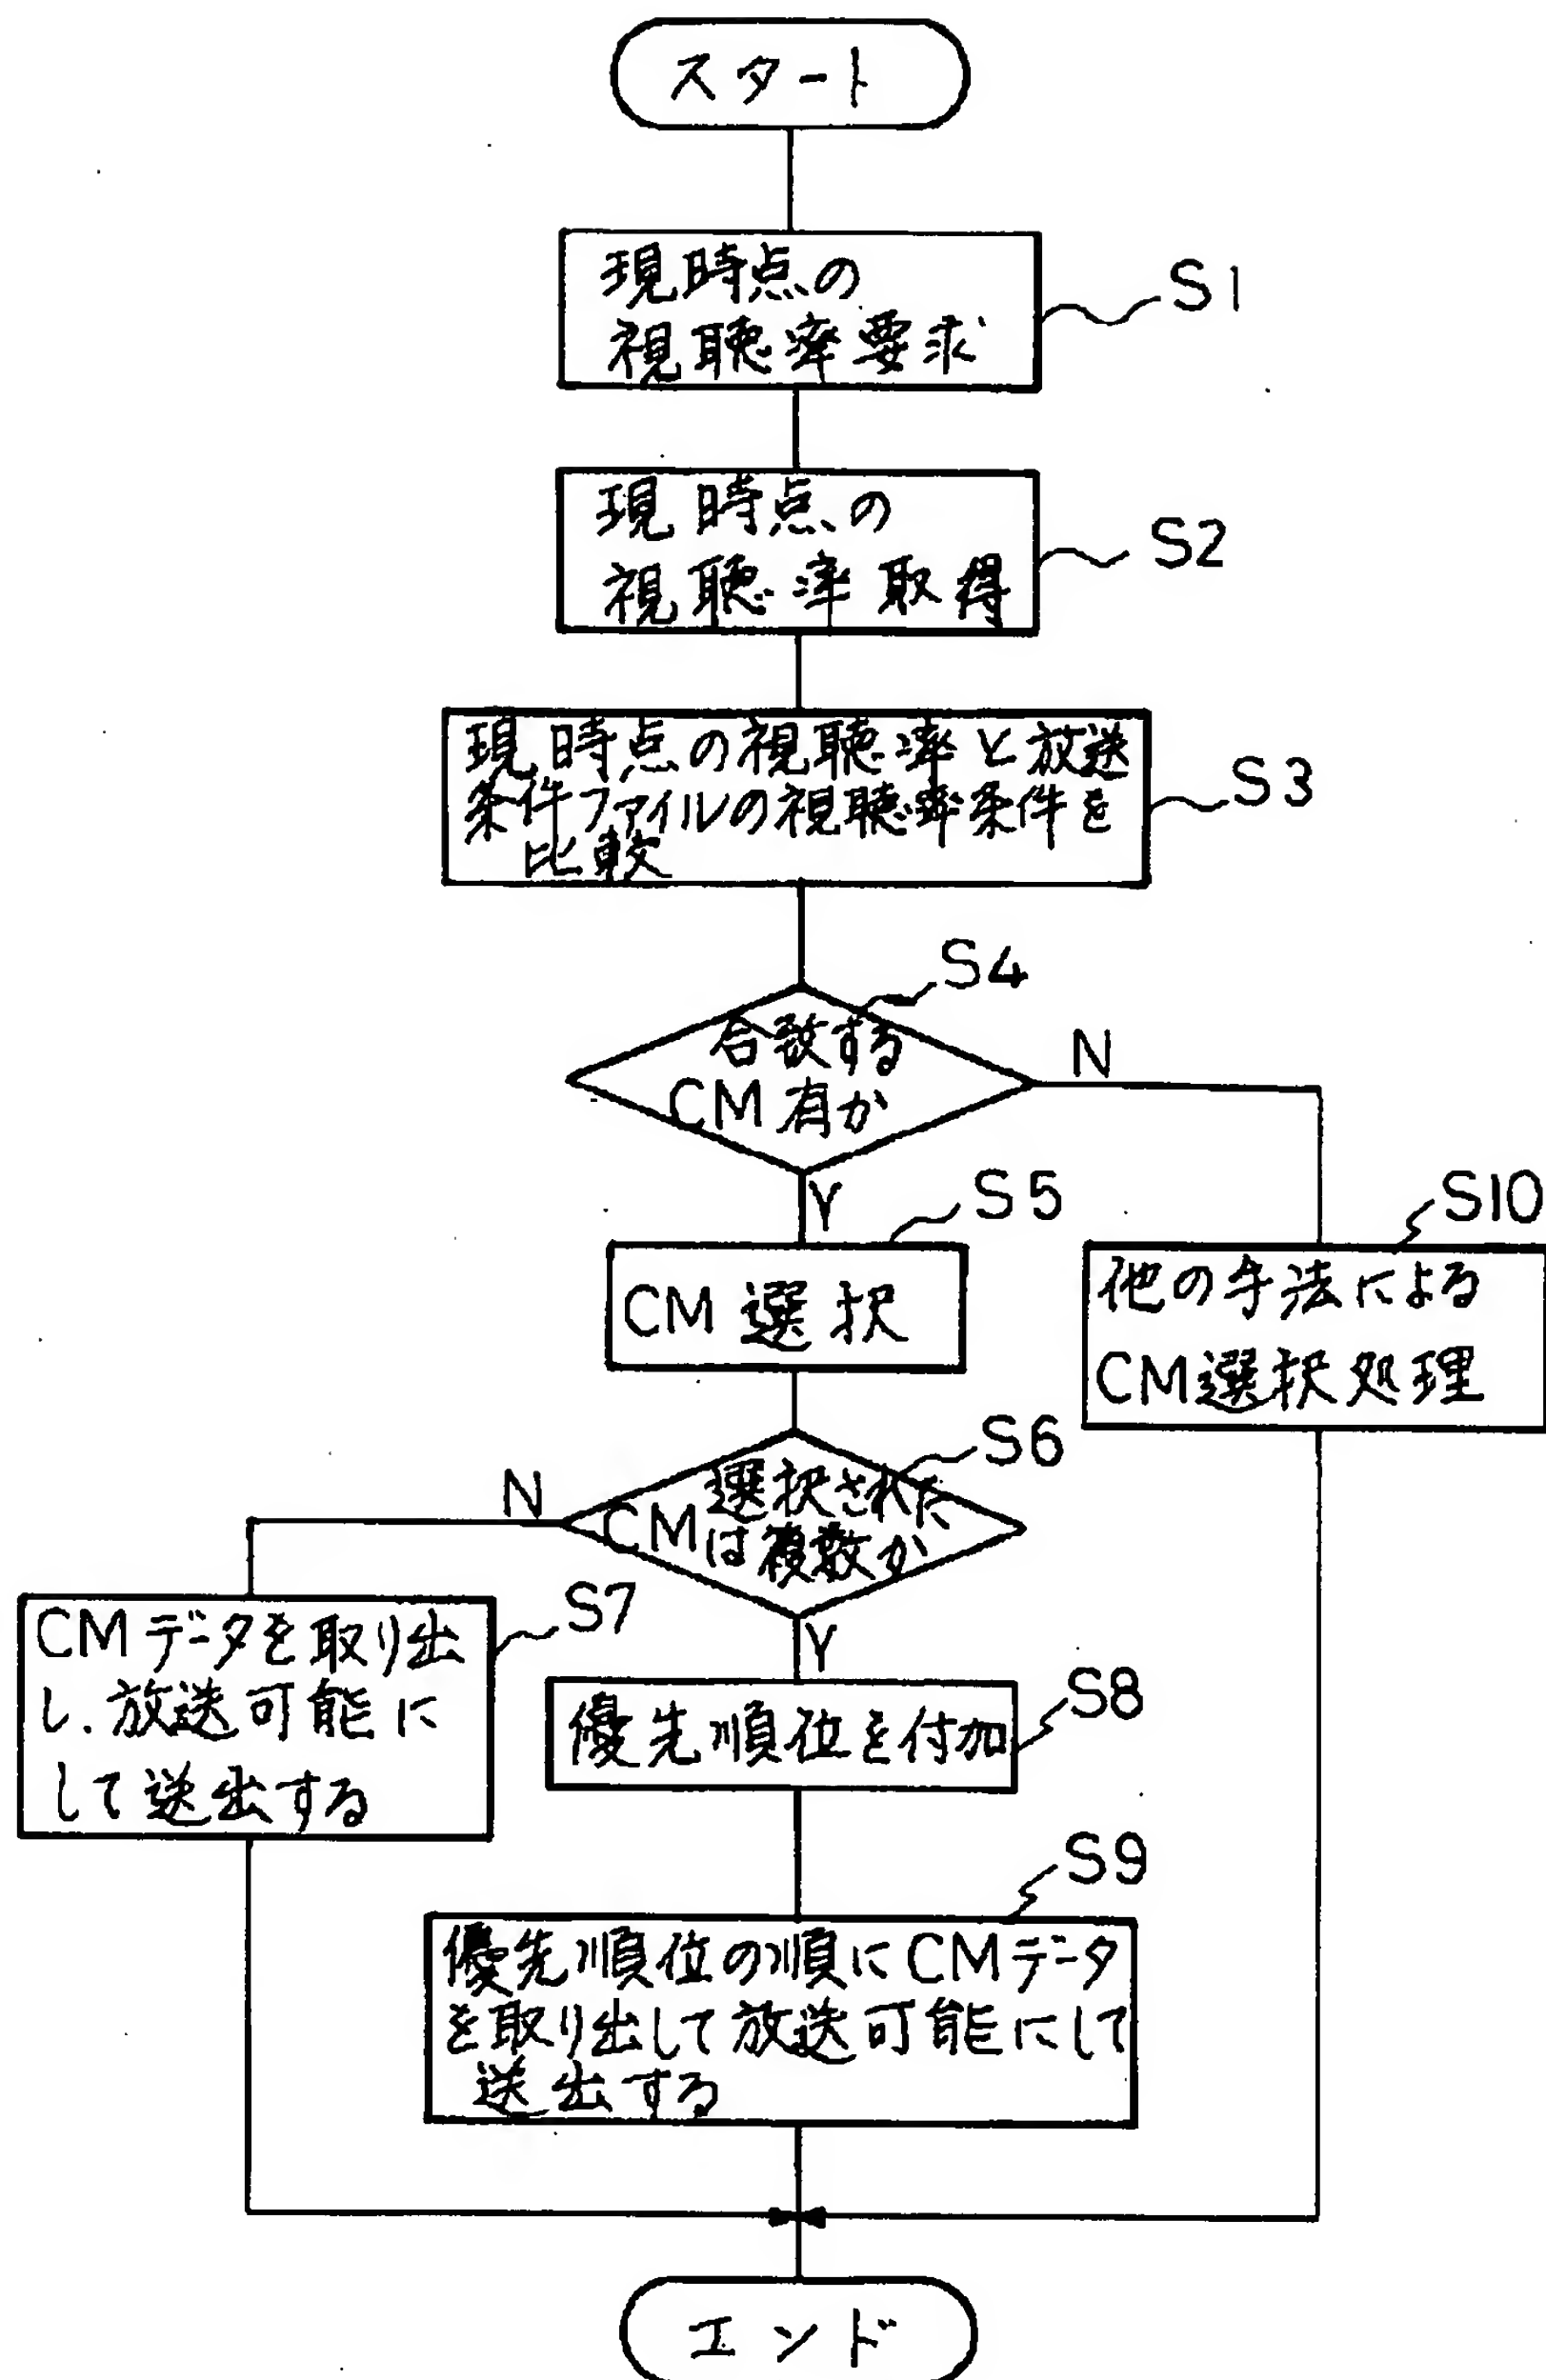 スタート
現時点の
視聴率要求
S1
現時点の
視聴率取得
S2
現時点の視聴率と放送
条件ファイルの視聴率条件を
比較
S3
S4
合致する
CM有か
N
Y
S5
CM選択
S10
他の手法による
CM選択処理
S6
選択された
CMは複数か
N
Y
S7
CMデータを取り出
し、放送可能に
して送出する
S8
優先順位を付加
S9
優先順位の順にCMデータ
を取り出して放送可能にして
送出する
エンド